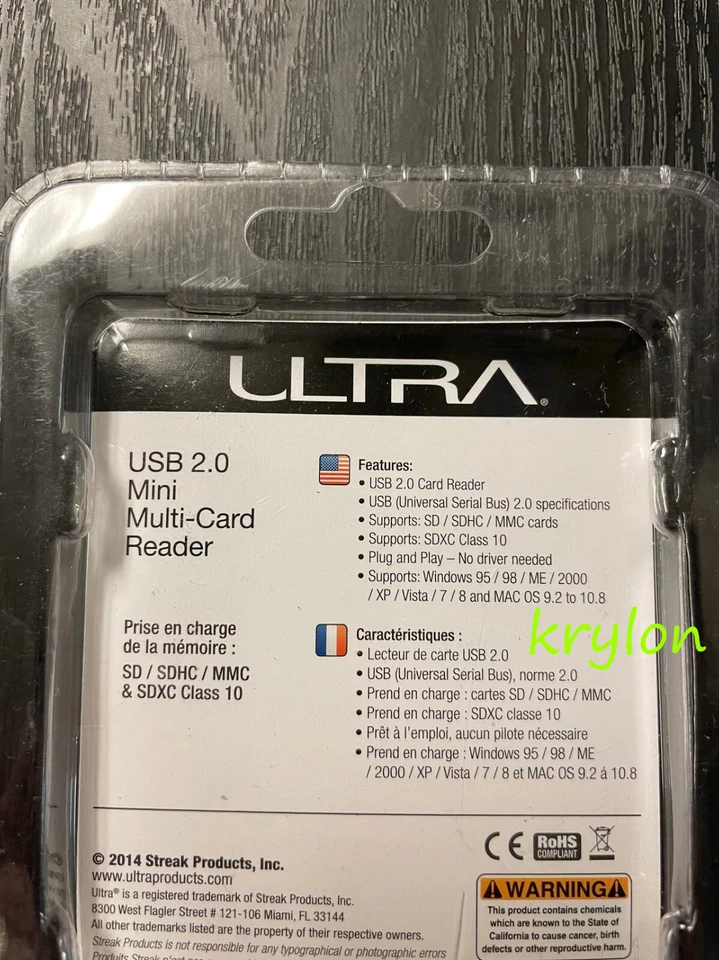 ULTRA®
USB 2.0
Mini
Multi-Card
Reader
Prise en charge
de la mémoire :
SD / SDHC / MMC
& SDXC Class 10
Features:
• USB 2.0 Card Reader
• USB (Universal Serial Bus) 2.0 specifications
• Supports: SD / SDHC / MMC cards
• Supports: SDXC Class 10
• Plug and Play – No driver needed
• Supports: Windows 95 / 98 / ME / 2000
/ XP / Vista / 7 / 8 and MAC OS 9.2 to 10.8
krylon
Caractéristiques :
• Lecteur de carte USB 2.0
• USB (Universal Serial Bus), norme 2.0
• Prend en charge : cartes SD / SDHC / MMC
• Prend en charge : SDXC classe 10
• Prêt à l'emploi, aucun pilote nécessaire
• Prend en charge : Windows 95 / 98 / ME
/ 2000 / XP / Vista / 7 / 8 et MAC OS 9.2 á 10.8
© 2014 Streak Products, Inc.
www.ultraproducts.com
Ultra® is a registered trademark of Streak Products, Inc.
8300 West Flagler Street # 121-106 Miami, FL 33144
All other trademarks listed are the property of their respective owners.
Streak Products is not responsible for any typographical or photographic errors
Produits Streak n'est pas
CE
RoHS
COMPLIANT
WARNING
This product contains chemicals
which are known to the State of
California to cause cancer, birth
defects or other reproductive harm.